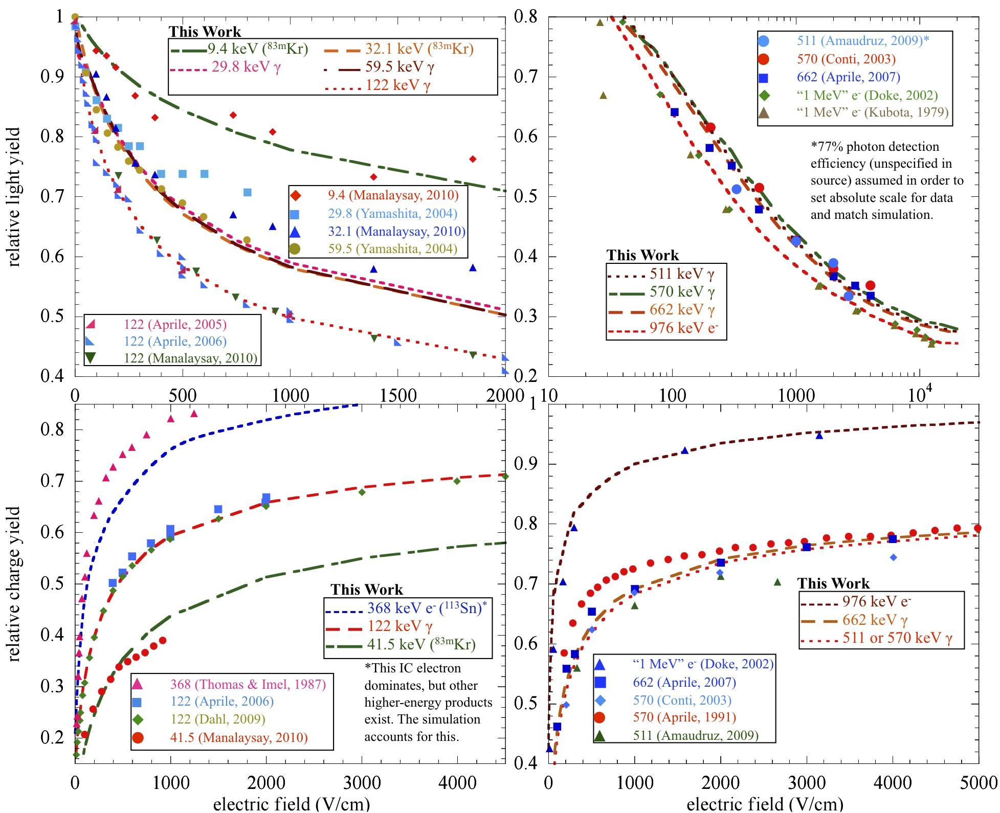 1
0.9
0.8
0.7
0.6
0.5
0.4
relative light yield
This Work
9.4 keV (83mKr)
32.1 keV (83mKr)
29.8 keV γ
59.5 keV γ
122 keV γ
9.4 (Manalaysay, 2010)
29.8 (Yamashita, 2004)
32.1 (Manalaysay, 2010)
59.5 (Yamashita, 2004)
122 (Aprile, 2005)
122 (Aprile, 2006)
122 (Manalaysay, 2010)
0 500 1000 1500 2000
0.8
0.7
0.6
0.5
0.4
0.3
0.2
511 (Amaudruz, 2009)*
570 (Conti, 2003)
662 (Aprile, 2007)
“1 MeV” e- (Doke, 2002)
“1 MeV” e- (Kubota, 1979)
*77% photon detection
efficiency (unspecified in
source) assumed in order to
set absolute scale for data
and match simulation.
This Work
511 keV γ
570 keV γ
662 keV γ
976 keV e-
10 100 1000 10^4
0.8
0.7
0.6
0.5
0.4
0.3
0.2
relative charge yield
This Work
368 keV e- (113Sn)*
122 keV γ
41.5 keV (83mKr)
*This IC electron
dominates, but other
higher-energy products
exist. The simulation
accounts for this.
368 (Thomas & Imel, 1987)
122 (Aprile, 2006)
122 (Dahl, 2009)
41.5 (Manalaysay, 2010)
0 1000 2000 3000 4000
electric field (V/cm)
1
0.9
0.8
0.7
0.6
0.5
0.4
This Work
976 keV e-
662 keV γ
511 or 570 keV γ
“1 MeV” e- (Doke, 2002)
662 (Aprile, 2007)
570 (Conti, 2003)
570 (Aprile, 1991)
511 (Amaudruz, 2009)
0 1000 2000 3000 4000 5000
electric field (V/cm)